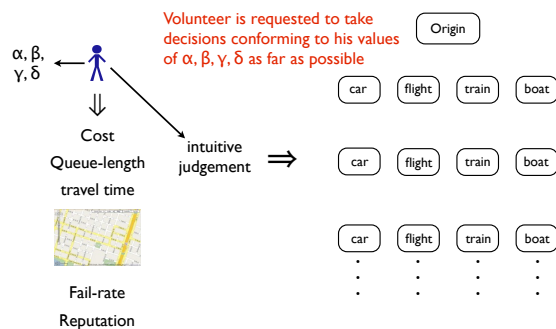 Volunteer is requested to take
decisions conforming to his values
of α, β, γ, δ as far as possible
Origin
α, β,
γ, δ
car flight train boat
Cost
Queue-length
travel time
intuitive
judgement
⇒
car flight train boat
car flight train boat
Fail-rate
Reputation